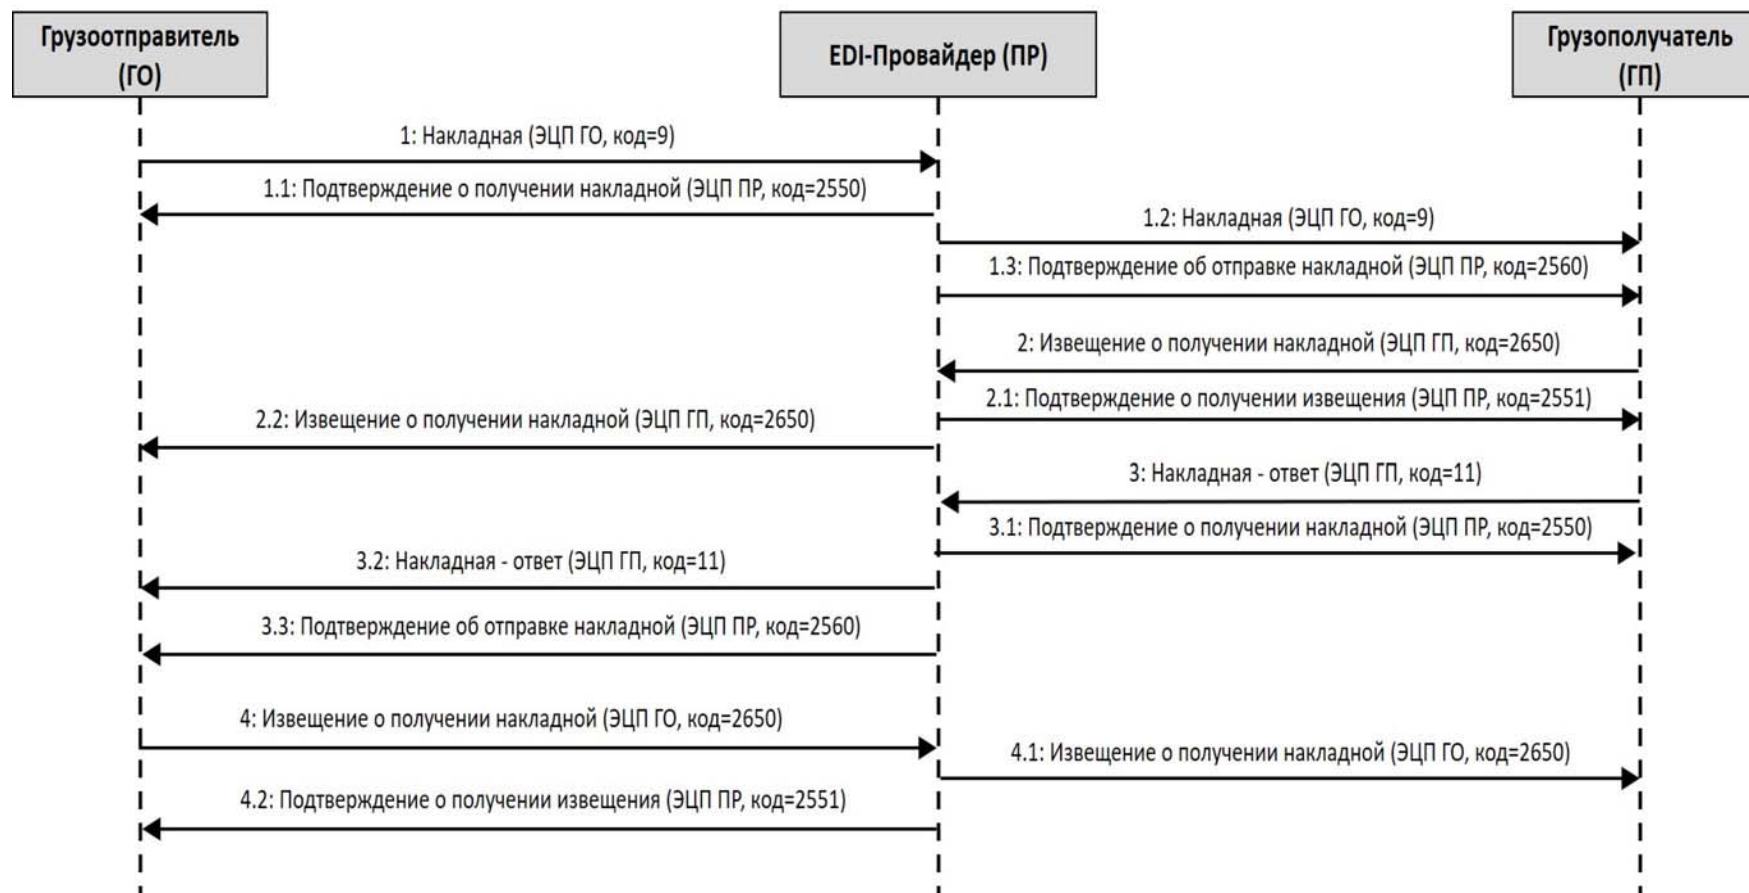 Грузоотправитель
(ГО)
EDI-Провайдер (ПР)
Грузополучатель
(ГП)
1: Накладная (ЭЦП ГО, код=9)
1.1: Подтверждение о получении накладной (ЭЦП ПР, код=2550)
1.2: Накладная (ЭЦП ГО, код=9)
1.3: Подтверждение об отправке накладной (ЭЦП ПР, код=2560)
2: Извещение о получении накладной (ЭЦП ГП, код=2650)
2.1: Подтверждение о получении извещения (ЭЦП ПР, код=2551)
2.2: Извещение о получении накладной (ЭЦП ГП, код=2650)
3: Накладная - ответ (ЭЦП ГП, код=11)
3.1: Подтверждение о получении накладной (ЭЦП ПР, код=2550)
3.2: Накладная - ответ (ЭЦП ГП, код=11)
3.3: Подтверждение об отправке накладной (ЭЦП ПР, код=2560)
4: Извещение о получении накладной (ЭЦП ГО, код=2650)
4.1: Извещение о получении накладной (ЭЦП ГО, код=2650)
4.2: Подтверждение о получении извещения (ЭЦП ПР, код=2551)